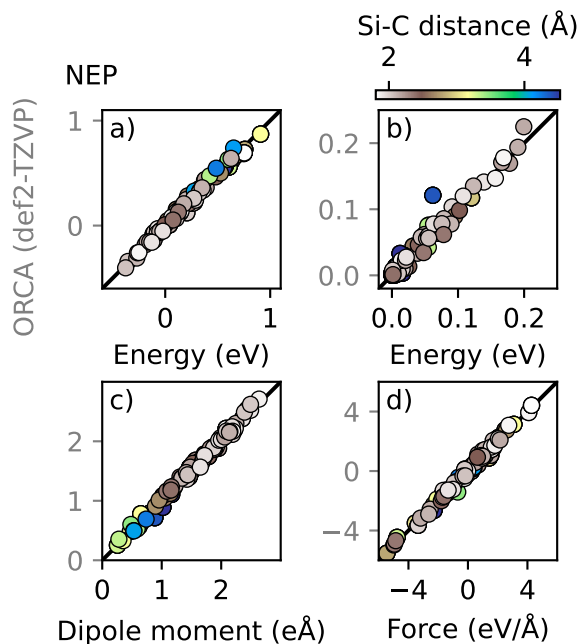 Si-C distance (Å)
NEP
2 4
a) b)
1
0
0.2
0.1
0.0
0 1
0.0 0.1 0.2
Energy (eV) Energy (eV)
ORCA (def2-TZVP)
c) d)
2
1
0
4
0
−4
0 1 2
−4 0 4
Dipole moment (eÅ) Force (eV/Å)